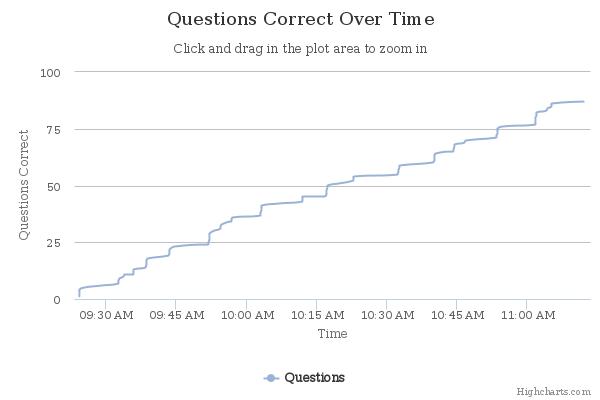 Questions Correct Over Time
Click and drag in the plot area to zoom in
Questions Correct
100
75
50
25
0
09:30 AM 09:45 AM 10:00 AM 10:15 AM 10:30 AM 10:45 AM 11:00 AM
Time
Questions
Highcharts.com